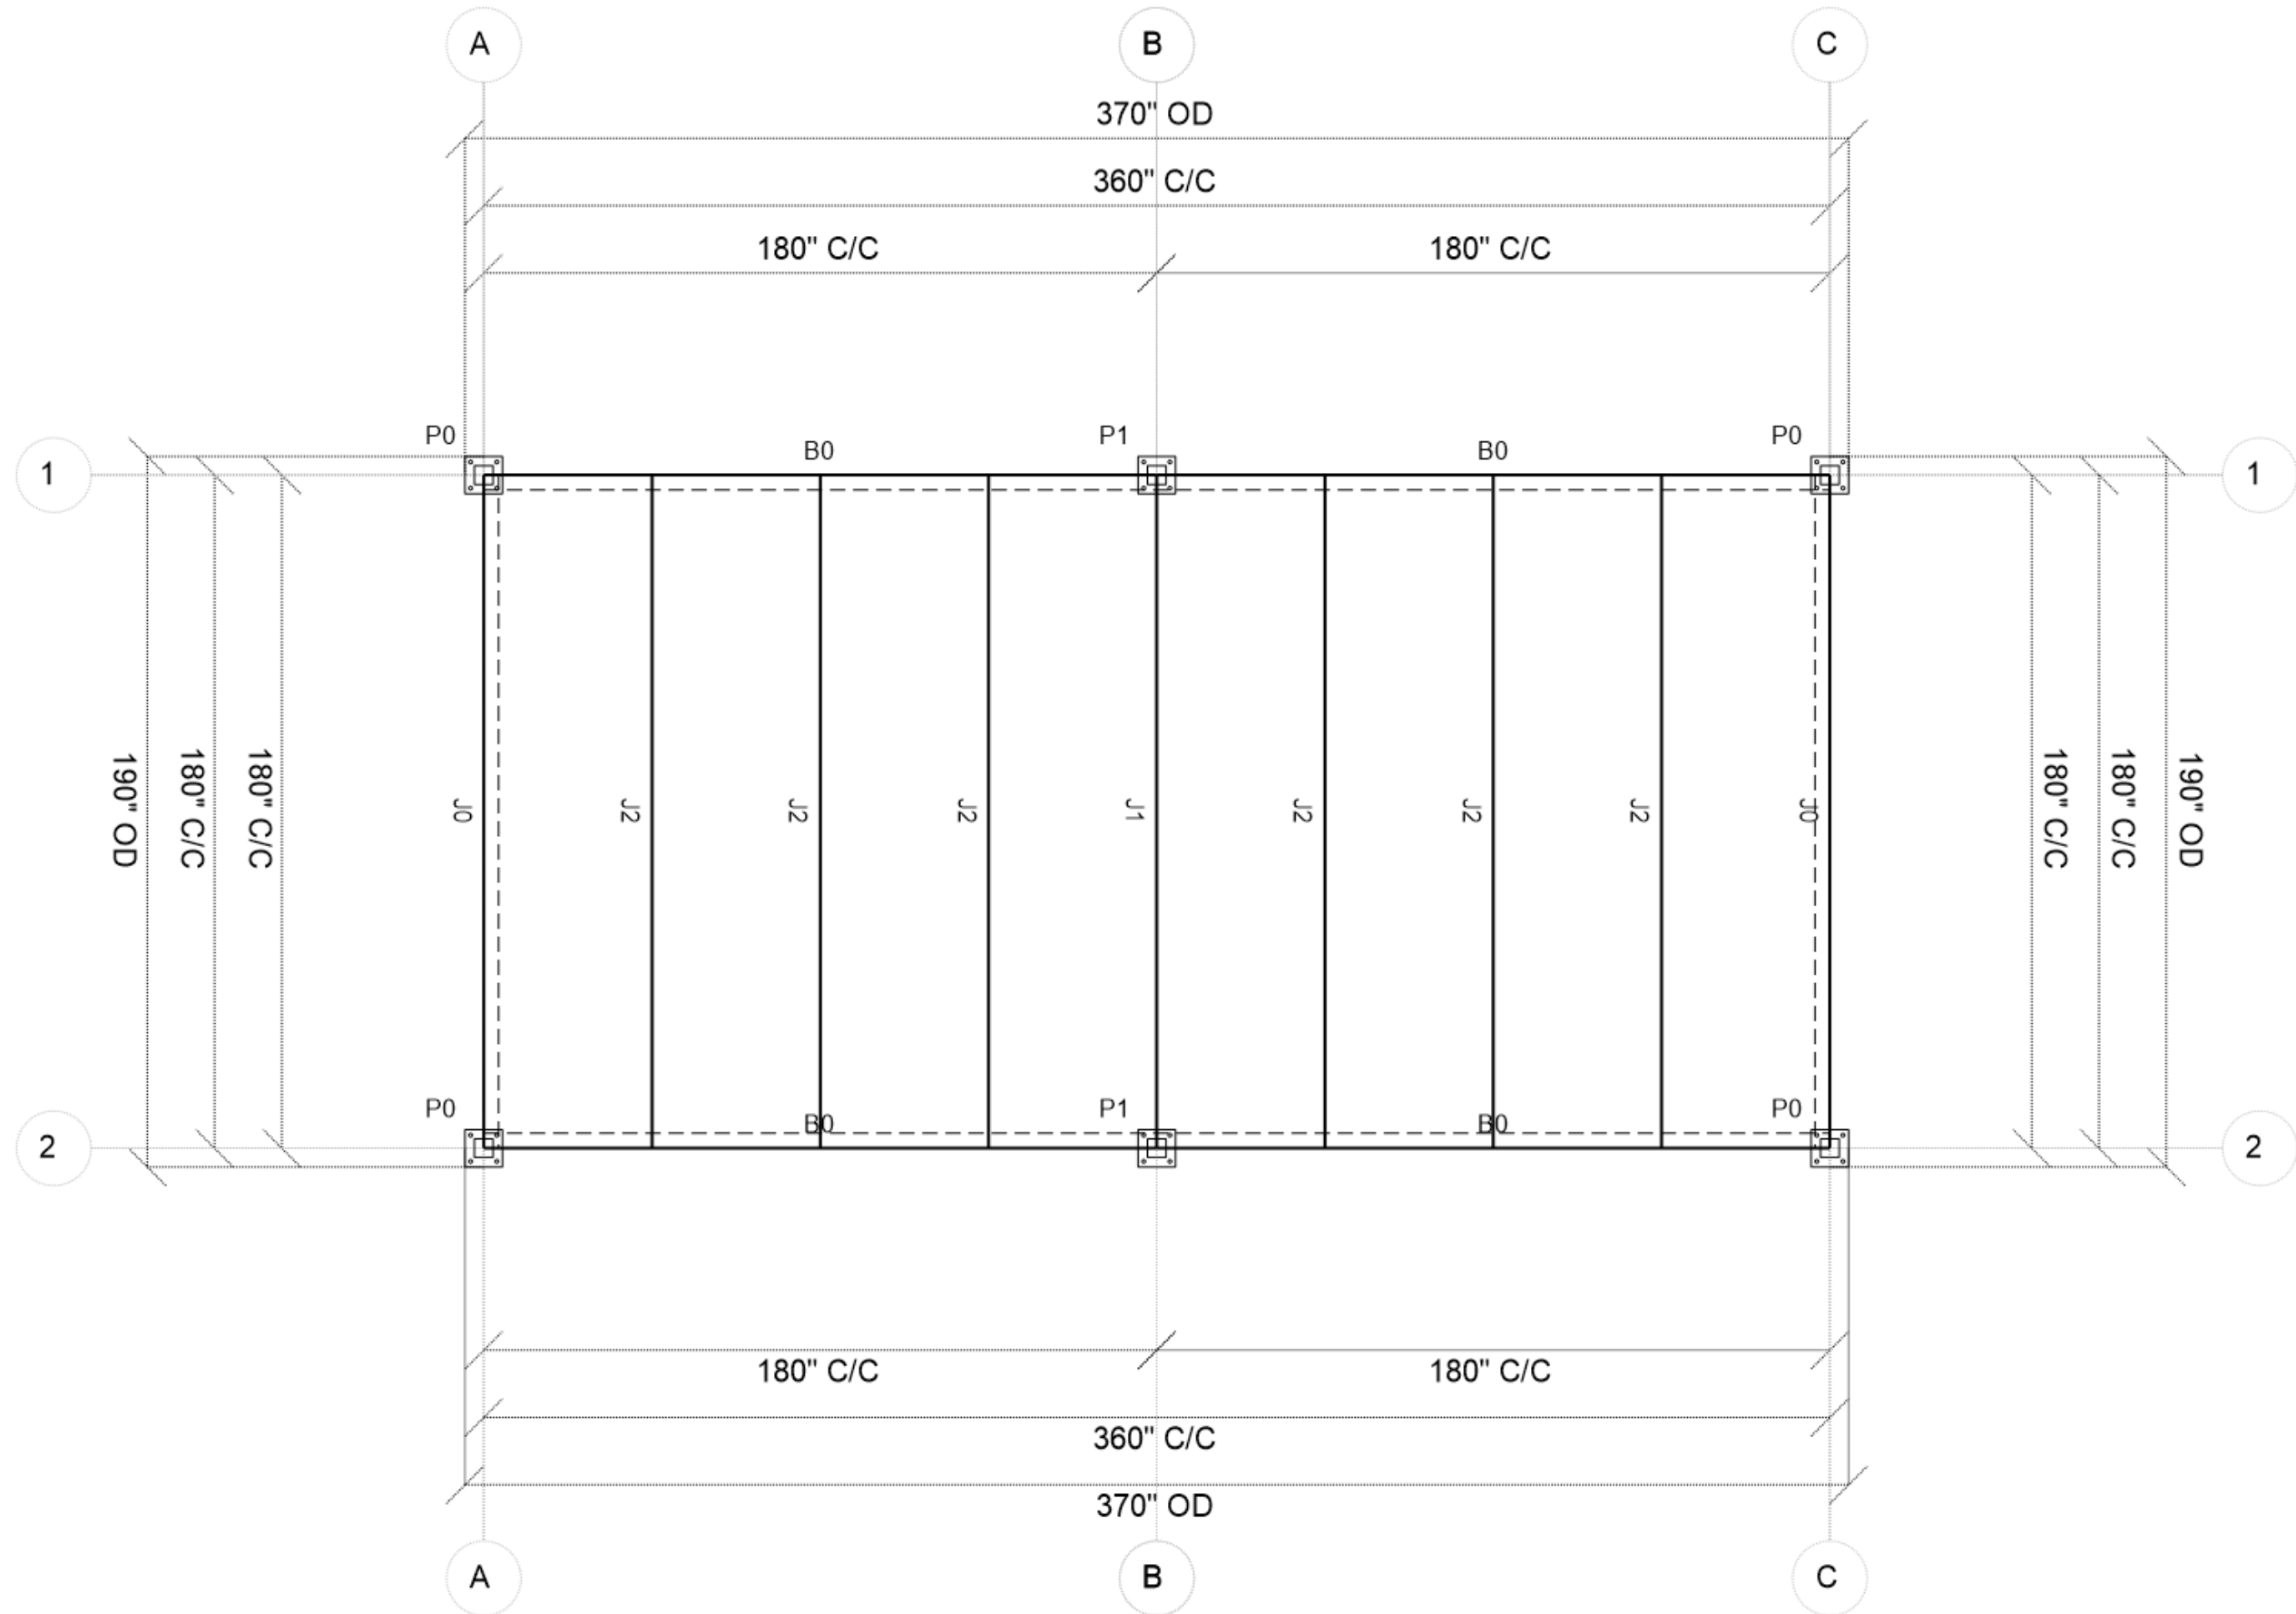 A
B
C
370" OD
360" C/C
180" C/C
180" C/C
P0
B0
P1
B0
P0
1
1
190" OD
180" C/C
180" C/C
J0
J2
J2
J2
J1
J2
J2
J2
J0
180" C/C
180" C/C
190" OD
P0
B0
P1
B0
P0
2
2
180" C/C
180" C/C
360" C/C
370" OD
A
B
C